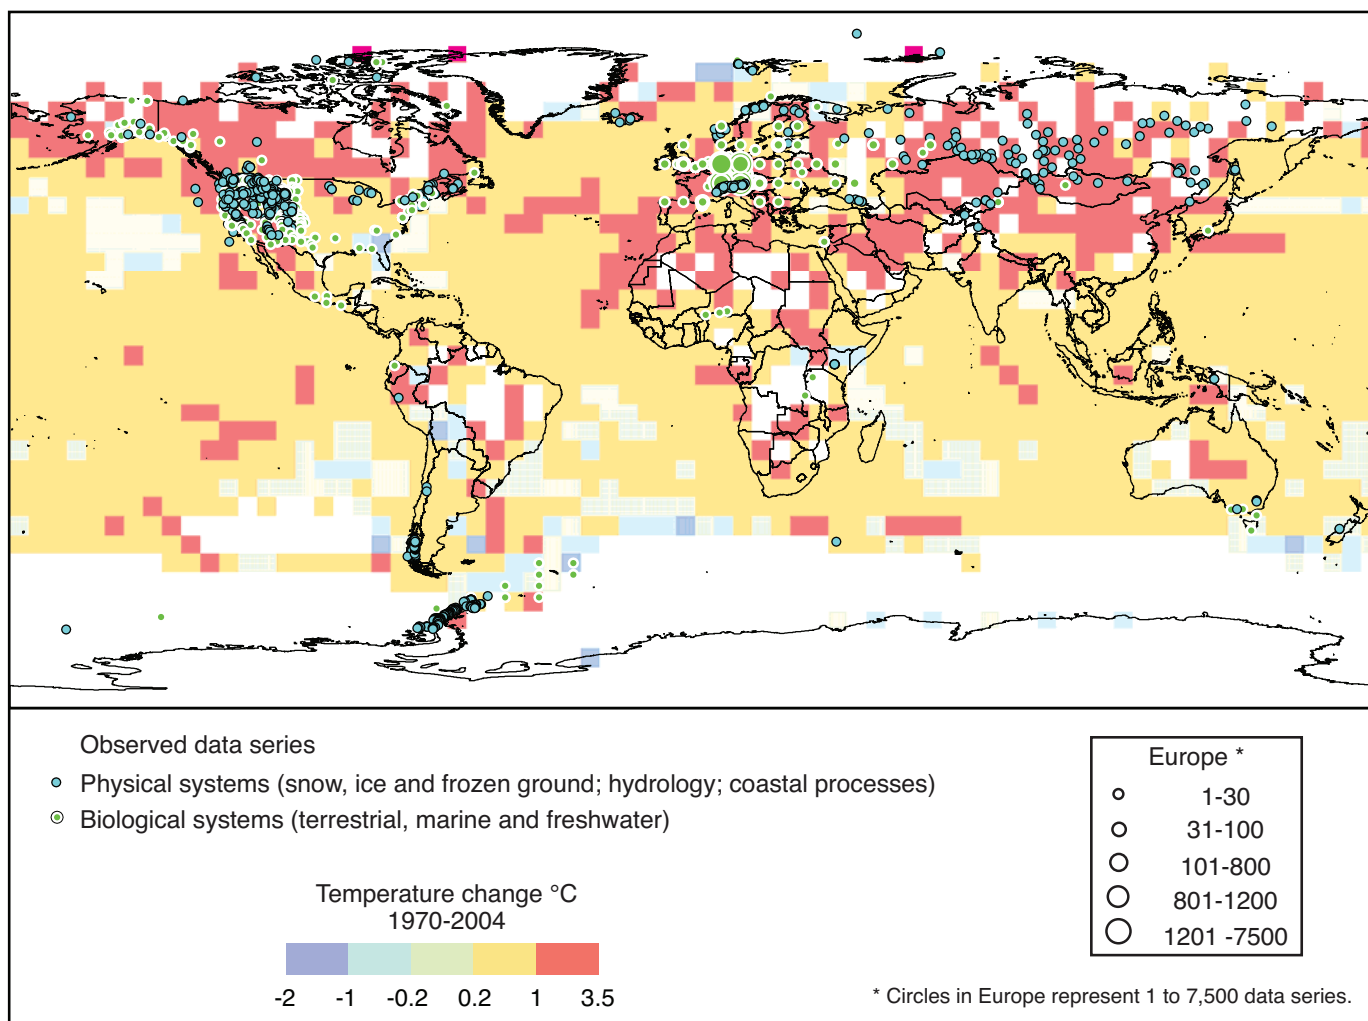 Observed data series
Physical systems (snow, ice and frozen ground; hydrology; coastal processes)
Biological systems (terrestrial, marine and freshwater)
Temperature change °C
1970-2004
-2 -1 -0.2 0.2 1 3.5
Europe *
1-30
31-100
101-800
801-1200
1201 -7500
* Circles in Europe represent 1 to 7,500 data series.